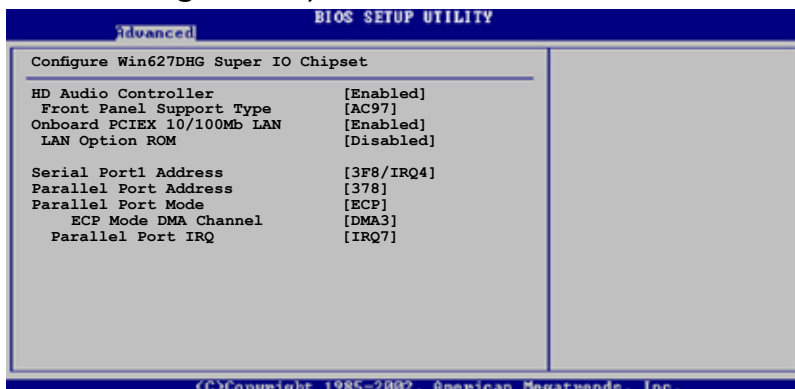 BIOS SETUP UTILITY
Advanced
Configure Win627DHG Super IO Chipset
HD Audio Controller [Enabled]
Front Panel Support Type [AC97]
Onboard PCIEX 10/100Mb LAN [Enabled]
LAN Option ROM [Disabled]
Serial Port1 Address [3F8/IRQ4]
Parallel Port Address [378]
Parallel Port Mode [ECP]
ECP Mode DMA Channel [DMA3]
Parallel Port IRQ [IRQ7]
(C)Copyright 1985-2002, American Megatrends, Inc.